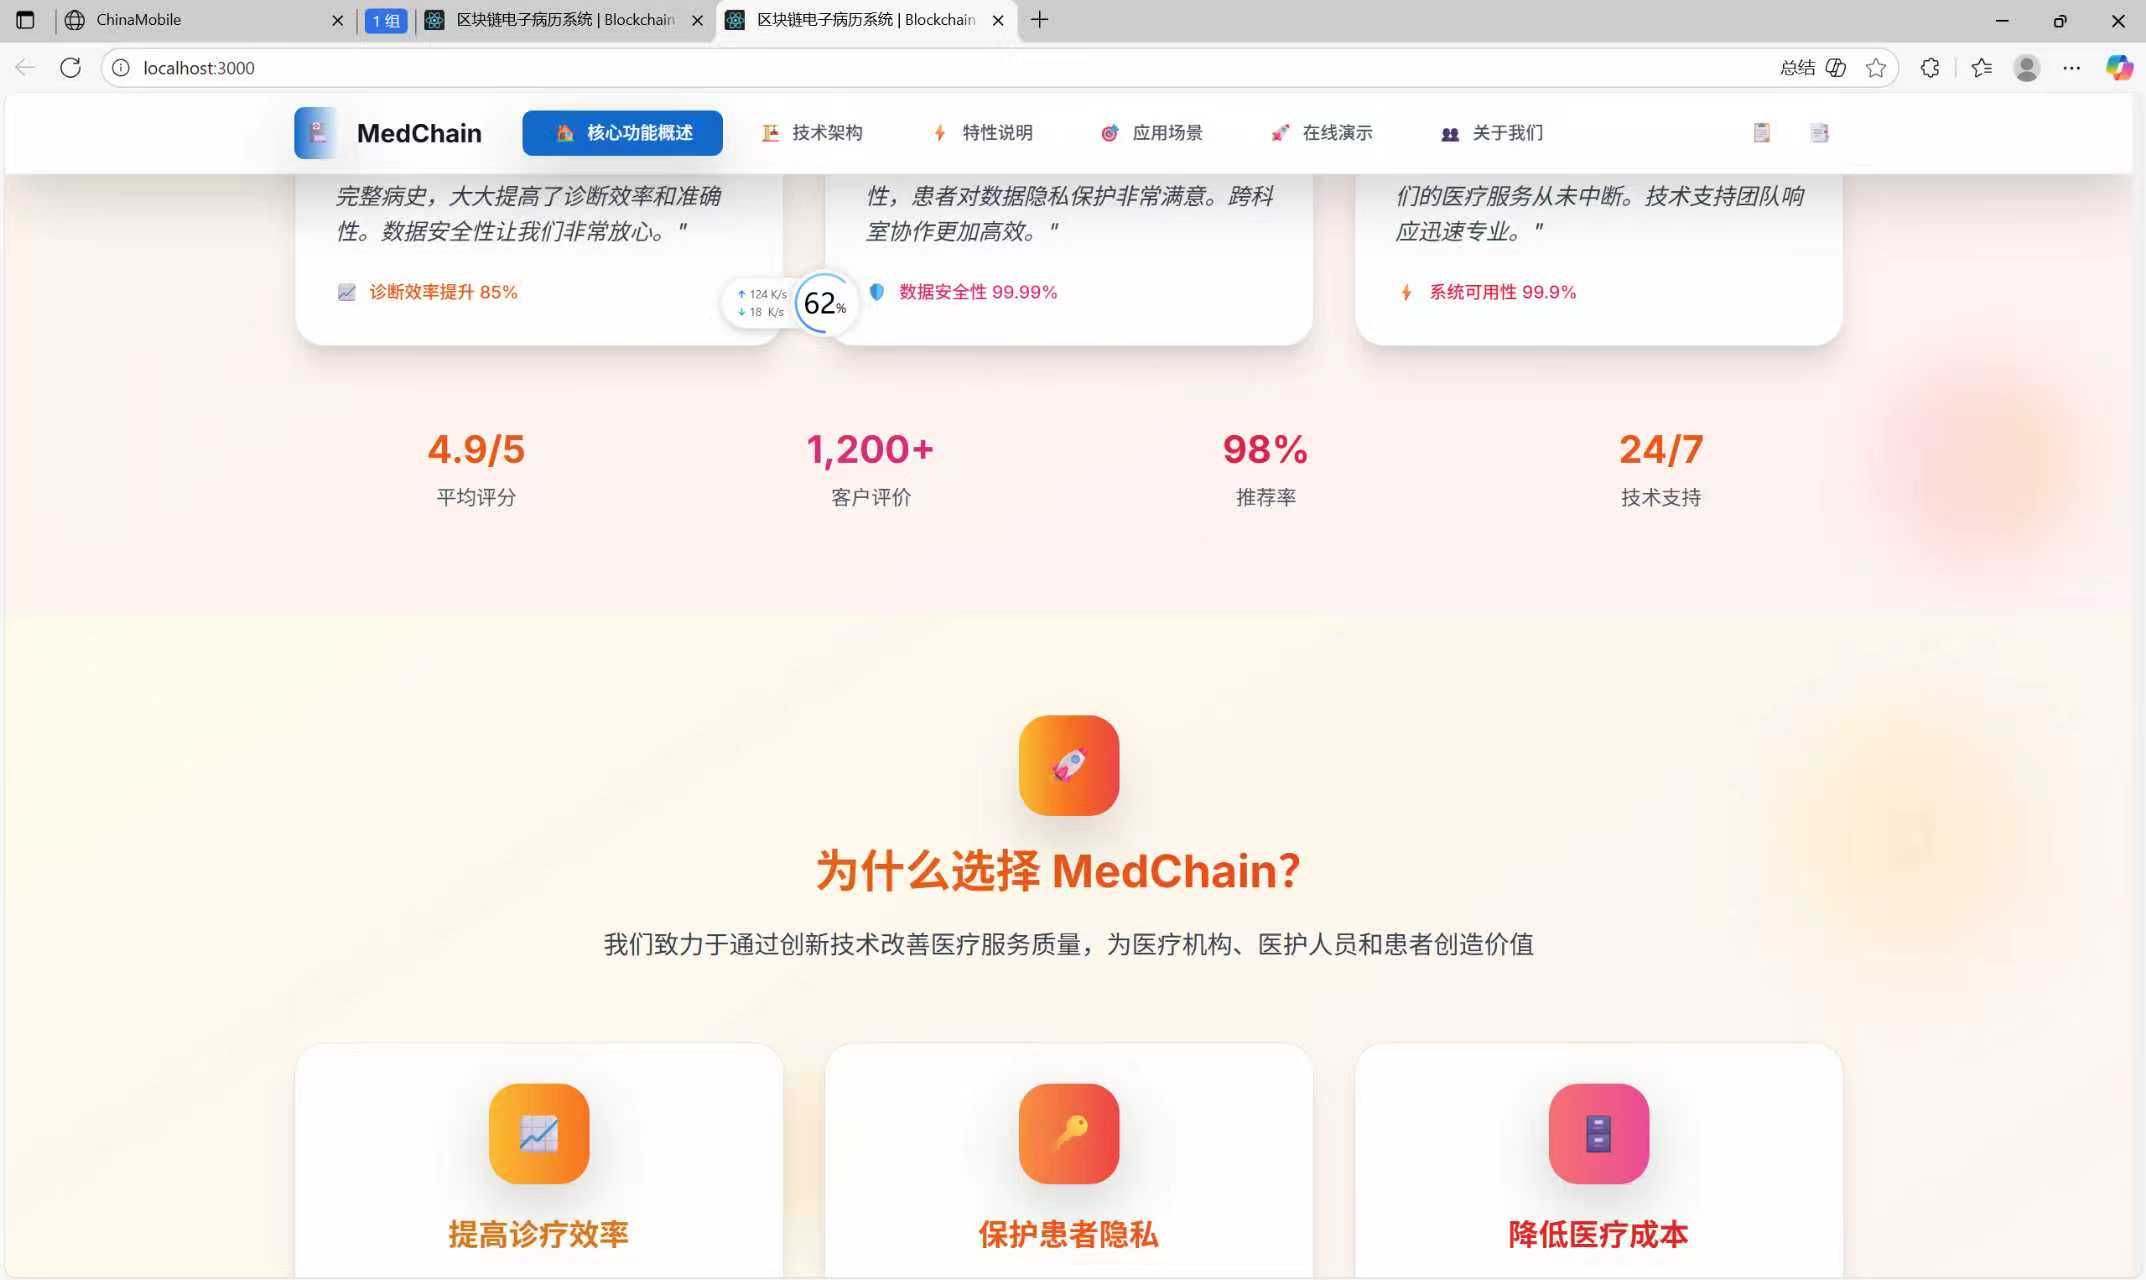 ChinaMobile
1 组
区块链电子病历系统 | Blockchain
区块链电子病历系统 | Blockchain
localhost:3000
总结
MedChain
核心功能概述
技术架构
特性说明
应用场景
在线演示
关于我们
完整病史，大大提高了诊断效率和准确
性。数据安全性让我们非常放心。"
诊断效率提升 85%
性，患者对数据隐私保护非常满意。跨科
室协作更加高效。"
数据安全性 99.99%
们的医疗服务从未中断。技术支持团队响
应迅速专业。"
系统可用性 99.9%
↑ 124 K/s
↓ 18 K/s
62%
4.9/5
平均评分
1,200+
客户评价
98%
推荐率
24/7
技术支持
为什么选择 MedChain?
我们致力于通过创新技术改善医疗服务质量，为医疗机构、医护人员和患者创造价值
提高诊疗效率
保护患者隐私
降低医疗成本